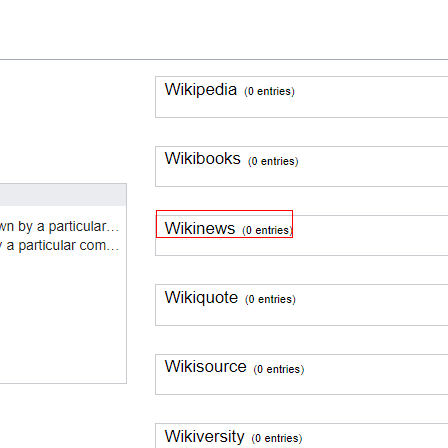 Wikipedia (0 entries)
Wikibooks (0 entries)
by a particular…
a particular com…
Wikinews (0 entries)
Wikiquote (0 entries)
Wikisource (0 entries)
Wikiversity (0 entries)